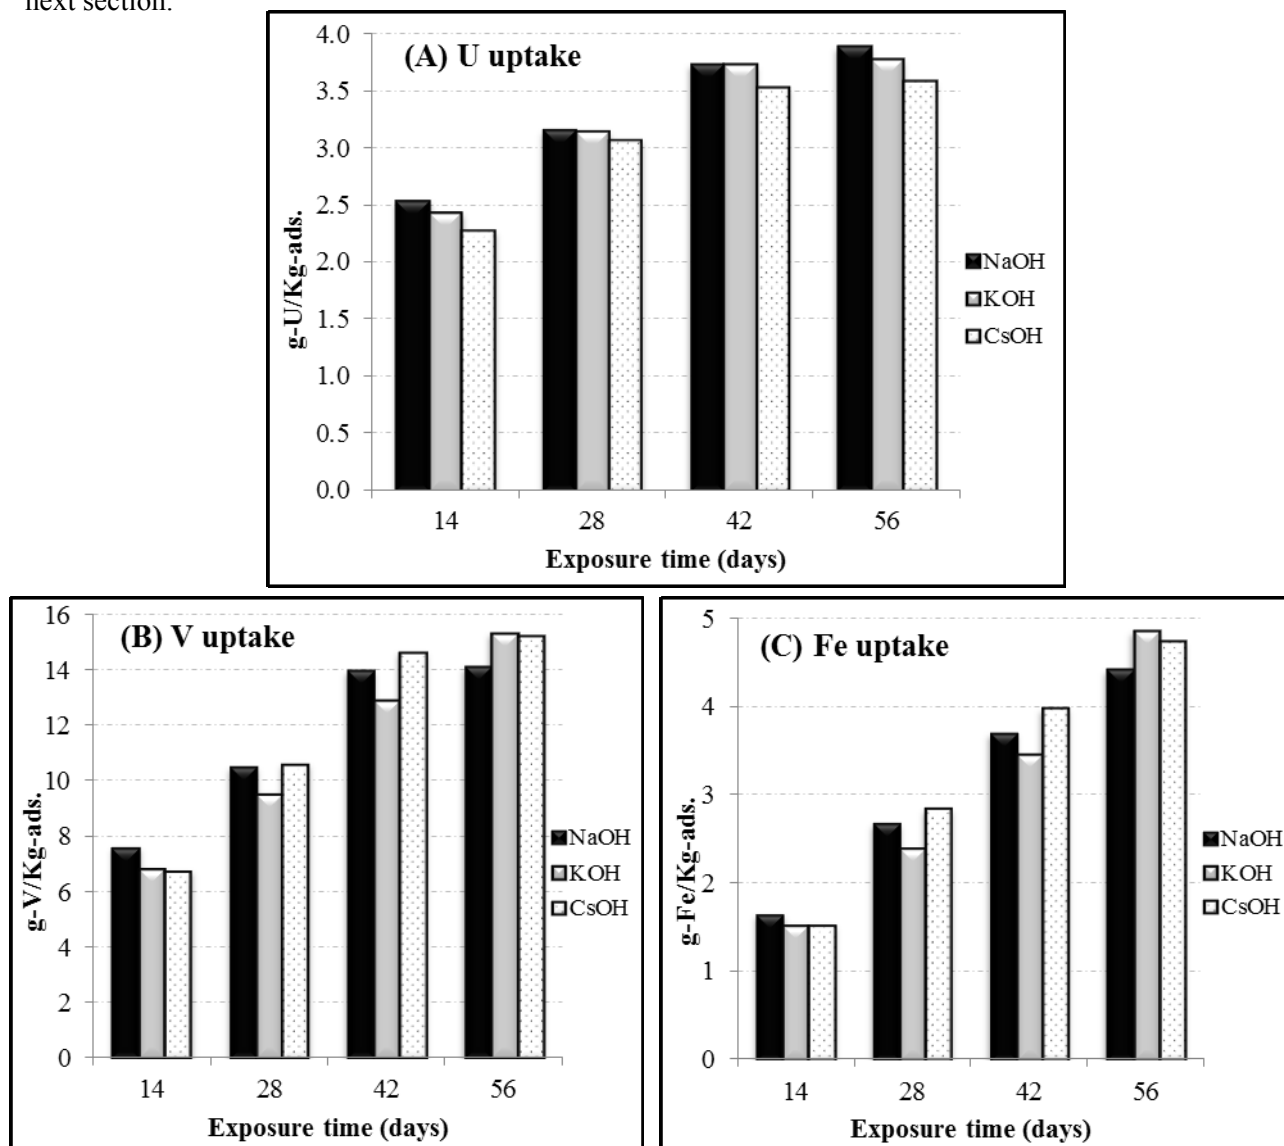 next section.
(A) U uptake
4.0
3.5
3.0
2.5
2.0
1.5
1.0
0.5
0.0
g-U/Kg-ads.
14 28 42 56
Exposure time (days)
NaOH
KOH
CsOH
(B) V uptake
16
14
12
10
8
6
4
2
0
g-V/Kg-ads.
14 28 42 56
Exposure time (days)
NaOH
KOH
CsOH
(C) Fe uptake
5
4
3
2
1
0
g-Fe/Kg-ads.
14 28 42 56
Exposure time (days)
NaOH
KOH
CsOH